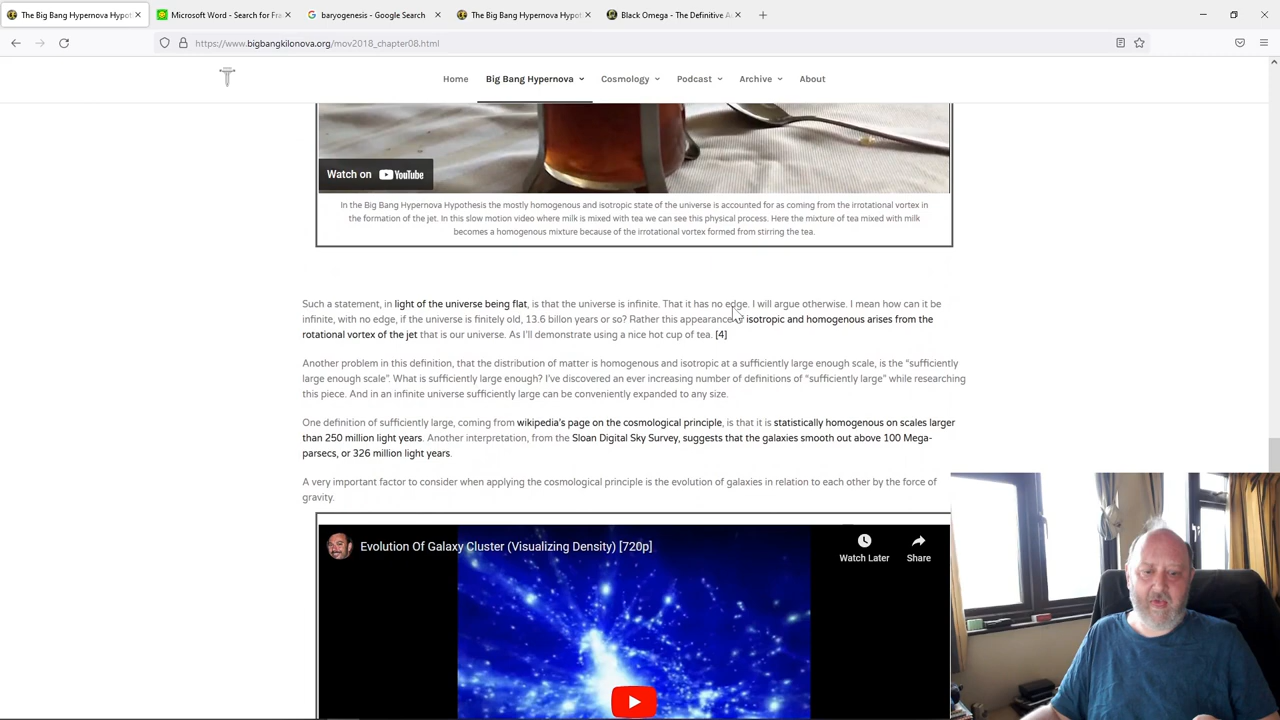 The Big Bang Hypernova Hypot
Microsoft Word - Search for Fra
baryogenesis - Google Search
The Big Bang Hypernova Hypot
Black Omega - The Definitive A
https://www.bigbangkilonova.org/mov2018_chapter08.html
Home
Big Bang Hypernova
Cosmology
Podcast
Archive
About
Watch on YouTube
In the Big Bang Hypernova Hypothesis the mostly homogenous and isotropic state of the universe is accounted for as coming from the irrotational vortex in
the formation of the jet. In this slow motion video where milk is mixed with tea we can see this physical process. Here the mixture of tea mixed with milk
becomes a homogenous mixture because of the irrotational vortex formed from stirring the tea.
Such a statement, in light of the universe being flat, is that the universe is infinite. That it has no edge. I will argue otherwise. I mean how can it be
infinite, with no edge, if the universe is finitely old, 13.6 billon years or so? Rather this appearance isotropic and homogenous arises from the
rotational vortex of the jet that is our universe. As I'll demonstrate using a nice hot cup of tea. [4]
Another problem in this definition, that the distribution of matter is homogenous and isotropic at a sufficiently large enough scale, is the “sufficiently
large enough scale”. What is sufficiently large enough? I've discovered an ever increasing number of definitions of “sufficiently large” while researching
this piece. And in an infinite universe sufficiently large can be conveniently expanded to any size.
One definition of sufficiently large, coming from wikipedia's page on the cosmological principle, is that it is statistically homogenous on scales larger
than 250 million light years. Another interpretation, from the Sloan Digital Sky Survey, suggests that the galaxies smooth out above 100 Mega-
parsecs, or 326 million light years.
A very important factor to consider when applying the cosmological principle is the evolution of galaxies in relation to each other by the force of
gravity.
Evolution Of Galaxy Cluster (Visualizing Density) [720p]
Watch Later
Share